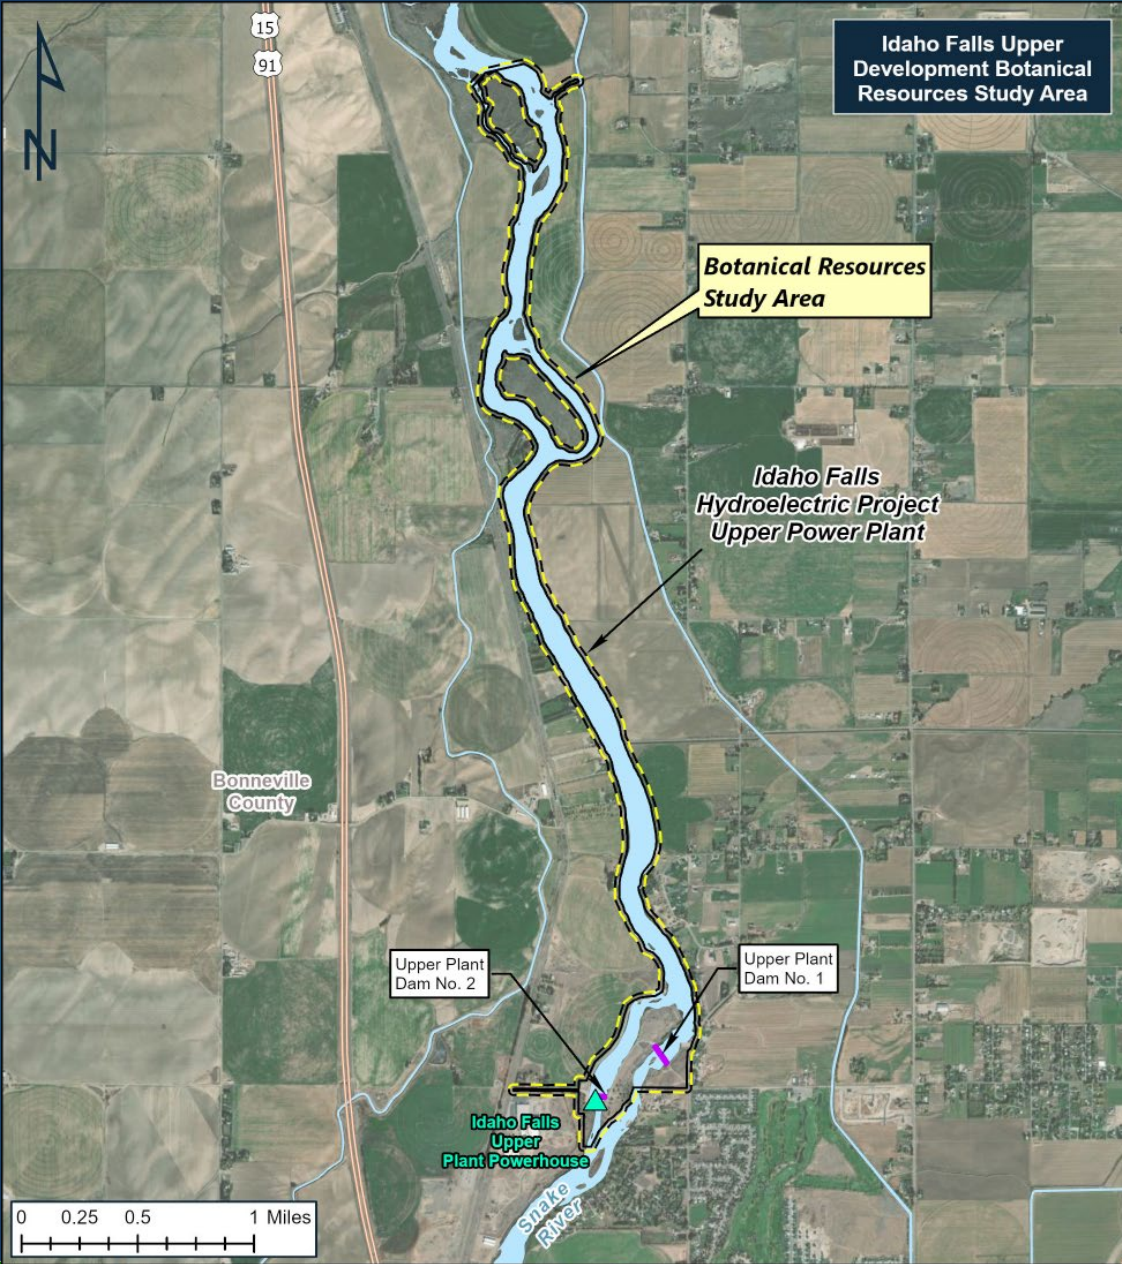 15
91
N
Idaho Falls Upper
Development Botanical
Resources Study Area
Botanical Resources
Study Area
Idaho Falls
Hydroelectric Project
Upper Power Plant
Bonneville
County
Upper Plant
Dam No. 2
Upper Plant
Dam No. 1
Idaho Falls
Upper
Plant Powerhouse
Snake
River
0 0.25 0.5 1 Miles